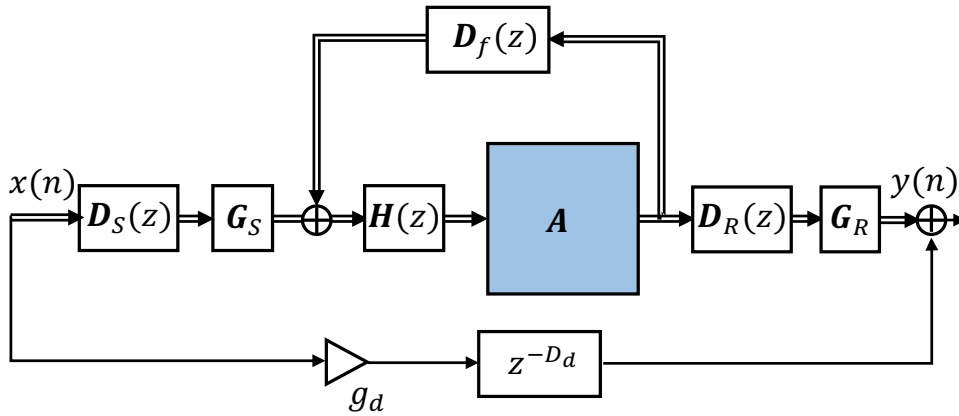 𝑫_f(z)
x(n)
𝑫_S(z)
𝑮_S
𝑯(z)
𝑨
𝑫_R(z)
𝑮_R
y(n)
g_d
z^{-D_d}